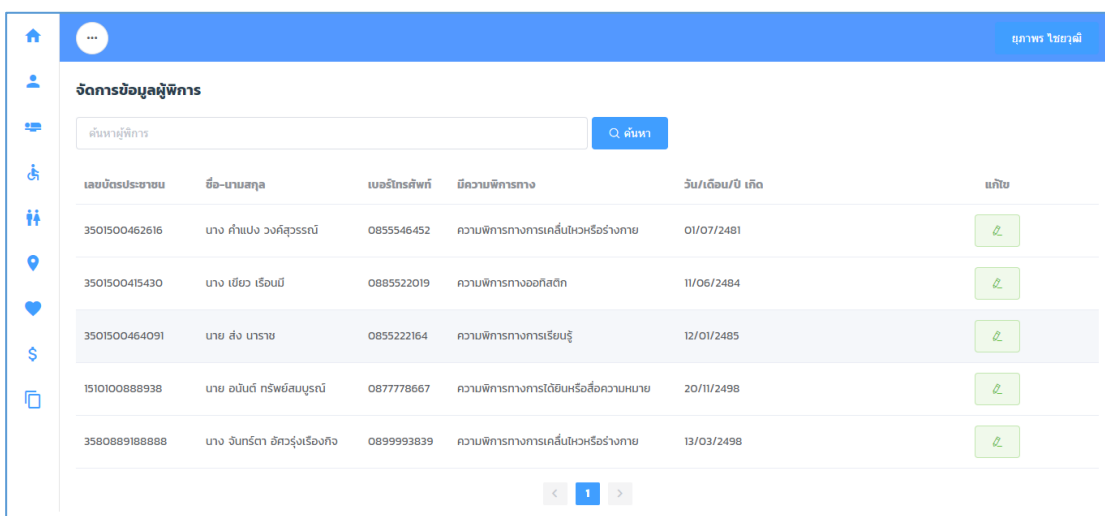 ...
ยุภาพร ไชยวุฒิ
จัดการข้อมูลผู้พิการ
ค้นหาผู้พิการ ค้นหา
เลขบัตรประชาชน ชื่อ-นามสกุล เบอร์โทรศัพท์ มีความพิการทาง วัน/เดือน/ปี เกิด แก้ไข
3501500462616 นาง คำแปง วงค์สุวรรณ์ 0855546452 ความพิการทางการเคลื่อนไหวหรือร่างกาย 01/07/2481
3501500415430 นาง เขียว เรือนมี 0885522019 ความพิการทางออทิสติก 11/06/2484
3501500464091 นาย ส่ง นาราช 0855222164 ความพิการทางการเรียนรู้ 12/01/2485
1510100888938 นาย อนันต์ ทรัพย์สมบูรณ์ 0877778667 ความพิการทางการได้ยินหรือสื่อความหมาย 20/11/2498
3580889188888 นาง จันทร์ตา อัศวรุ่งเรืองกิจ 0899993839 ความพิการทางการเคลื่อนไหวหรือร่างกาย 13/03/2498
1